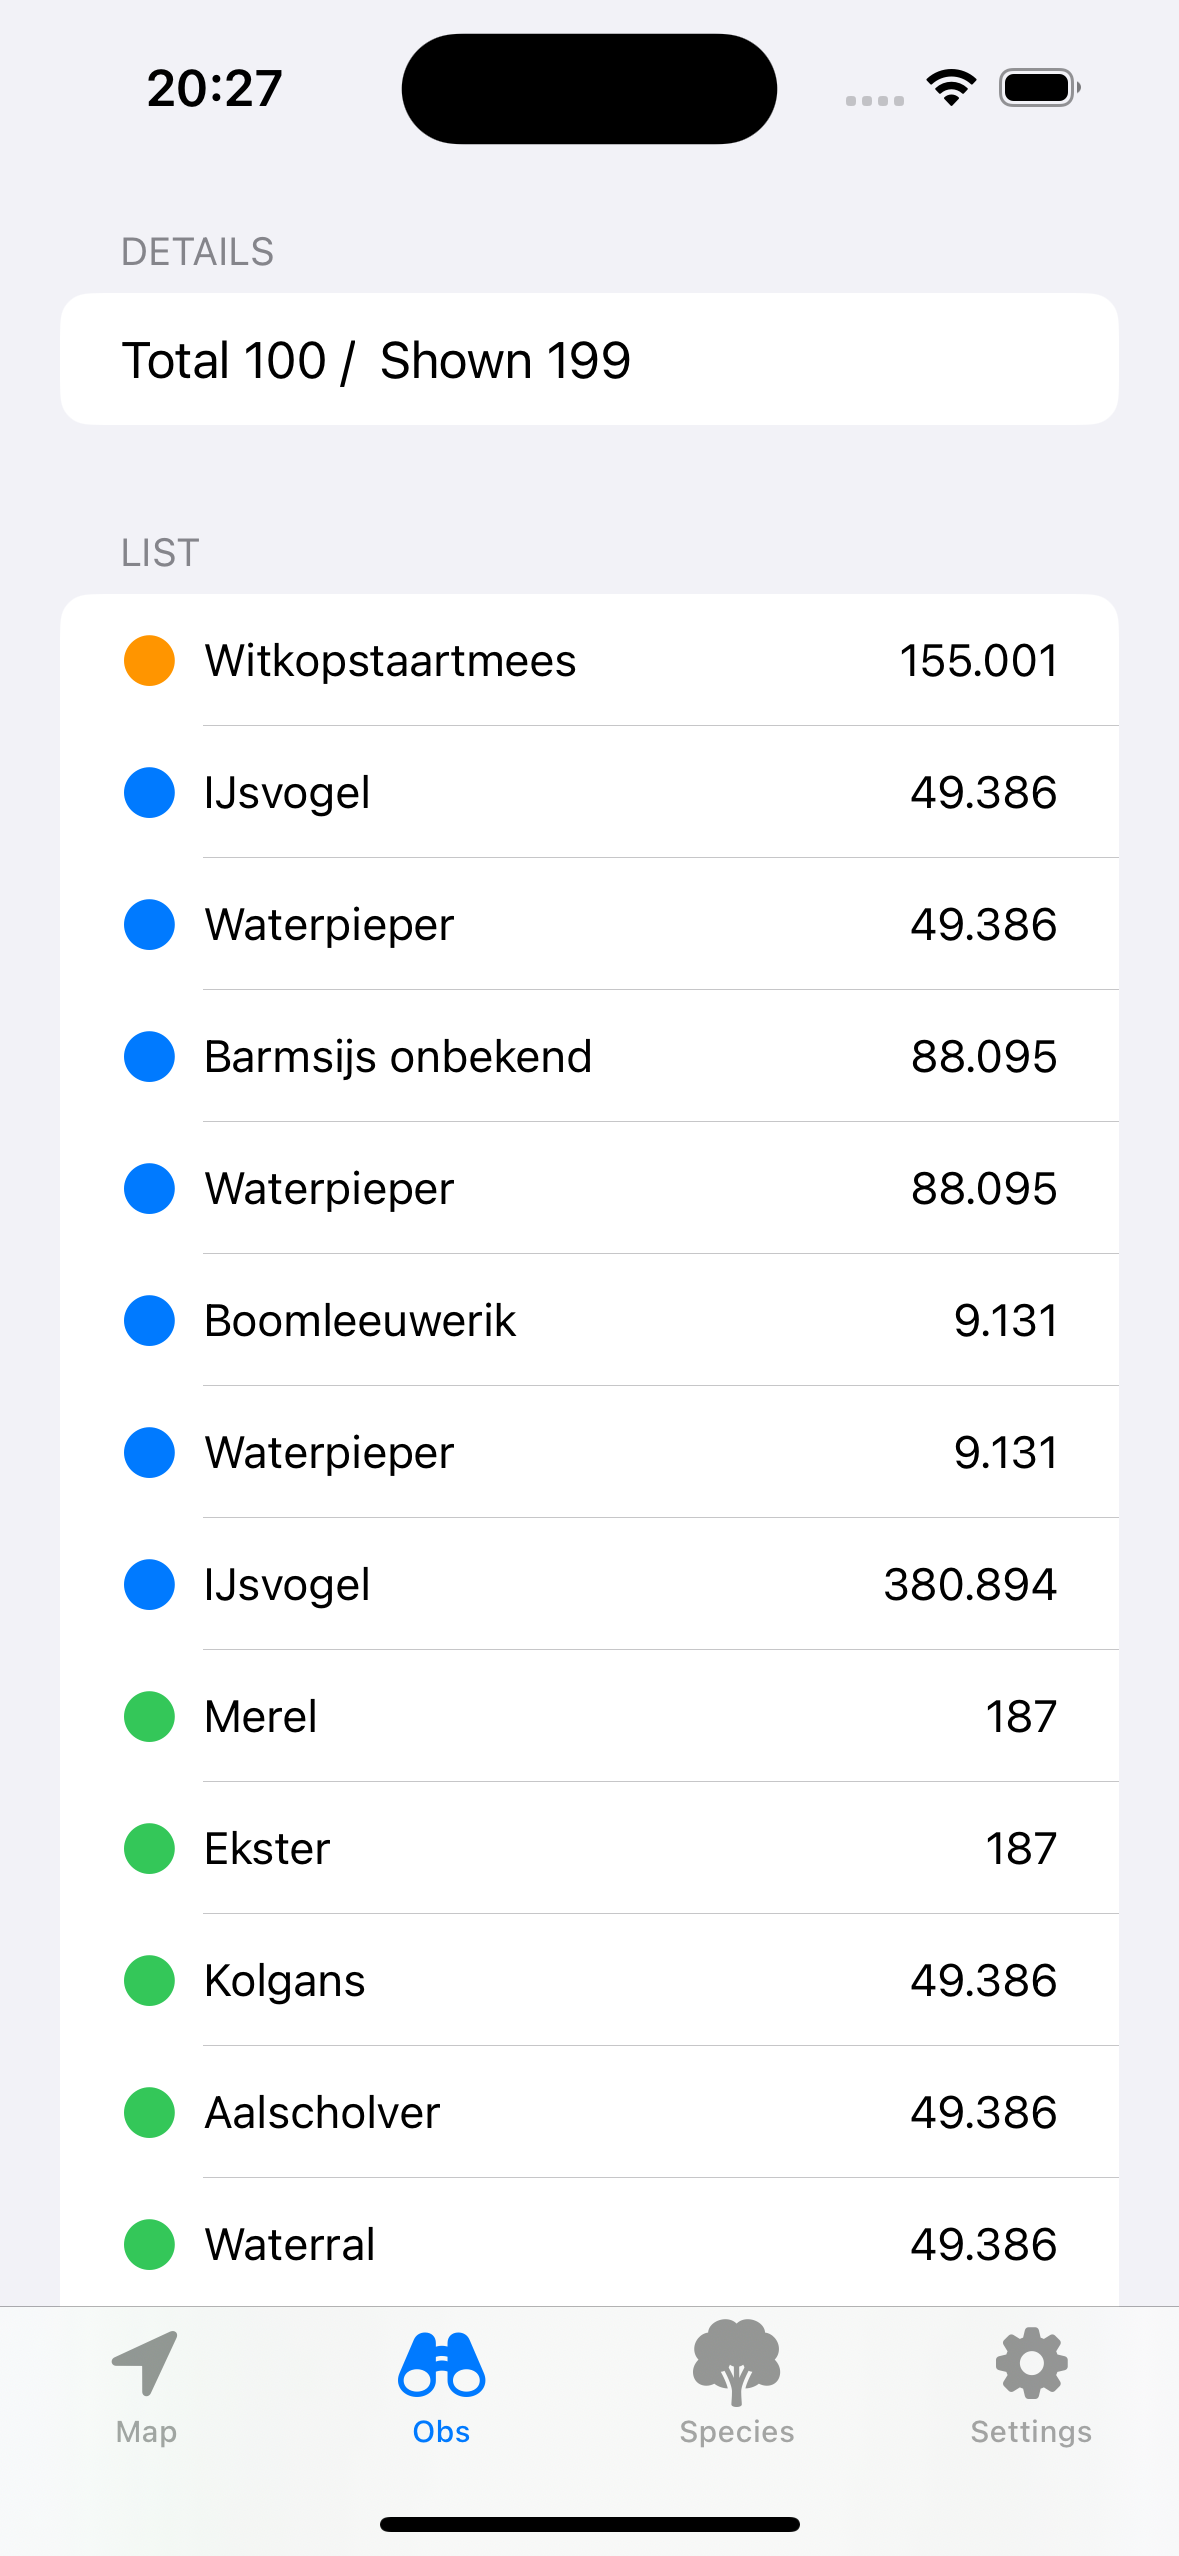 20:27
DETAILS
Total 100 / Shown 199
LIST
Witkopstaartmees 155.001
IJsvogel 49.386
Waterpieper 49.386
Barmsijs onbekend 88.095
Waterpieper 88.095
Boomleeuwerik 9.131
Waterpieper 9.131
IJsvogel 380.894
Merel 187
Ekster 187
Kolgans 49.386
Aalscholver 49.386
Waterral 49.386
Map Obs Species Settings